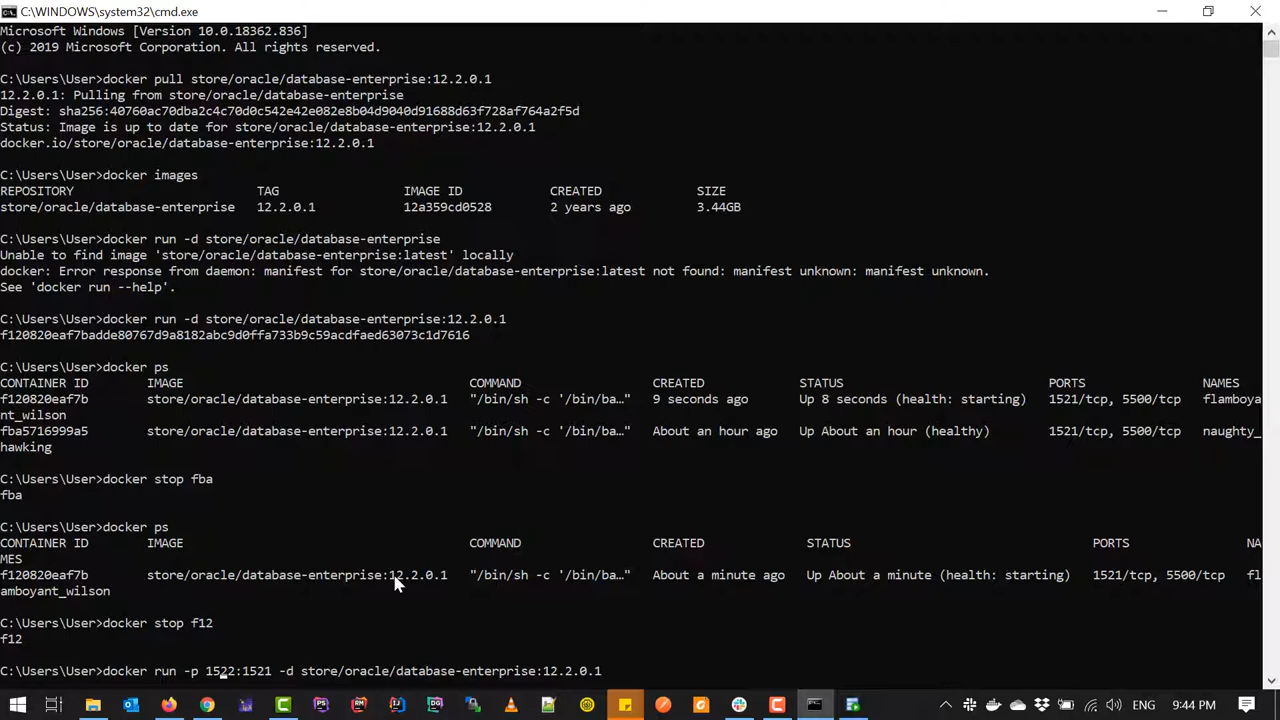 C:\WINDOWS\system32\cmd.exe
Microsoft Windows [Version 10.0.18362.836]
(c) 2019 Microsoft Corporation. All rights reserved.
C:\Users\User>docker pull store/oracle/database-enterprise:12.2.0.1
12.2.0.1: Pulling from store/oracle/database-enterprise
Digest: sha256:40760ac70dba2c4c70d0c542e42e082e8b04d9040d91688d63f728af764a2f5d
Status: Image is up to date for store/oracle/database-enterprise:12.2.0.1
docker.io/store/oracle/database-enterprise:12.2.0.1
C:\Users\User>docker images
REPOSITORY TAG IMAGE ID CREATED SIZE
store/oracle/database-enterprise 12.2.0.1 12a359cd0528 2 years ago 3.44GB
C:\Users\User>docker run -d store/oracle/database-enterprise
Unable to find image 'store/oracle/database-enterprise:latest' locally
docker: Error response from daemon: manifest for store/oracle/database-enterprise:latest not found: manifest unknown: manifest unknown.
See 'docker run --help'.
C:\Users\User>docker run -d store/oracle/database-enterprise:12.2.0.1
f120820eaf7badde80767d9a8182abc9d0ffa733b9c59acdfaed63073c1d7616
C:\Users\User>docker ps
CONTAINER ID IMAGE COMMAND CREATED STATUS PORTS NAMES
f120820eaf7b store/oracle/database-enterprise:12.2.0.1 "/bin/sh -c '/bin/ba…" 9 seconds ago Up 8 seconds (health: starting) 1521/tcp, 5500/tcp flamboya
nt_wilson
fba5716999a5 store/oracle/database-enterprise:12.2.0.1 "/bin/sh -c '/bin/ba…" About an hour ago Up About an hour (healthy) 1521/tcp, 5500/tcp naughty_
hawking
C:\Users\User>docker stop fba
fba
C:\Users\User>docker ps
CONTAINER ID IMAGE COMMAND CREATED STATUS PORTS NA
MES
f120820eaf7b store/oracle/database-enterprise:12.2.0.1 "/bin/sh -c '/bin/ba…" About a minute ago Up About a minute (health: starting) 1521/tcp, 5500/tcp fl
amboyant_wilson
C:\Users\User>docker stop f12
f12
C:\Users\User>docker run -p 1522:1521 -d store/oracle/database-enterprise:12.2.0.1
PS RM IJ DG ENG 9:44 PM